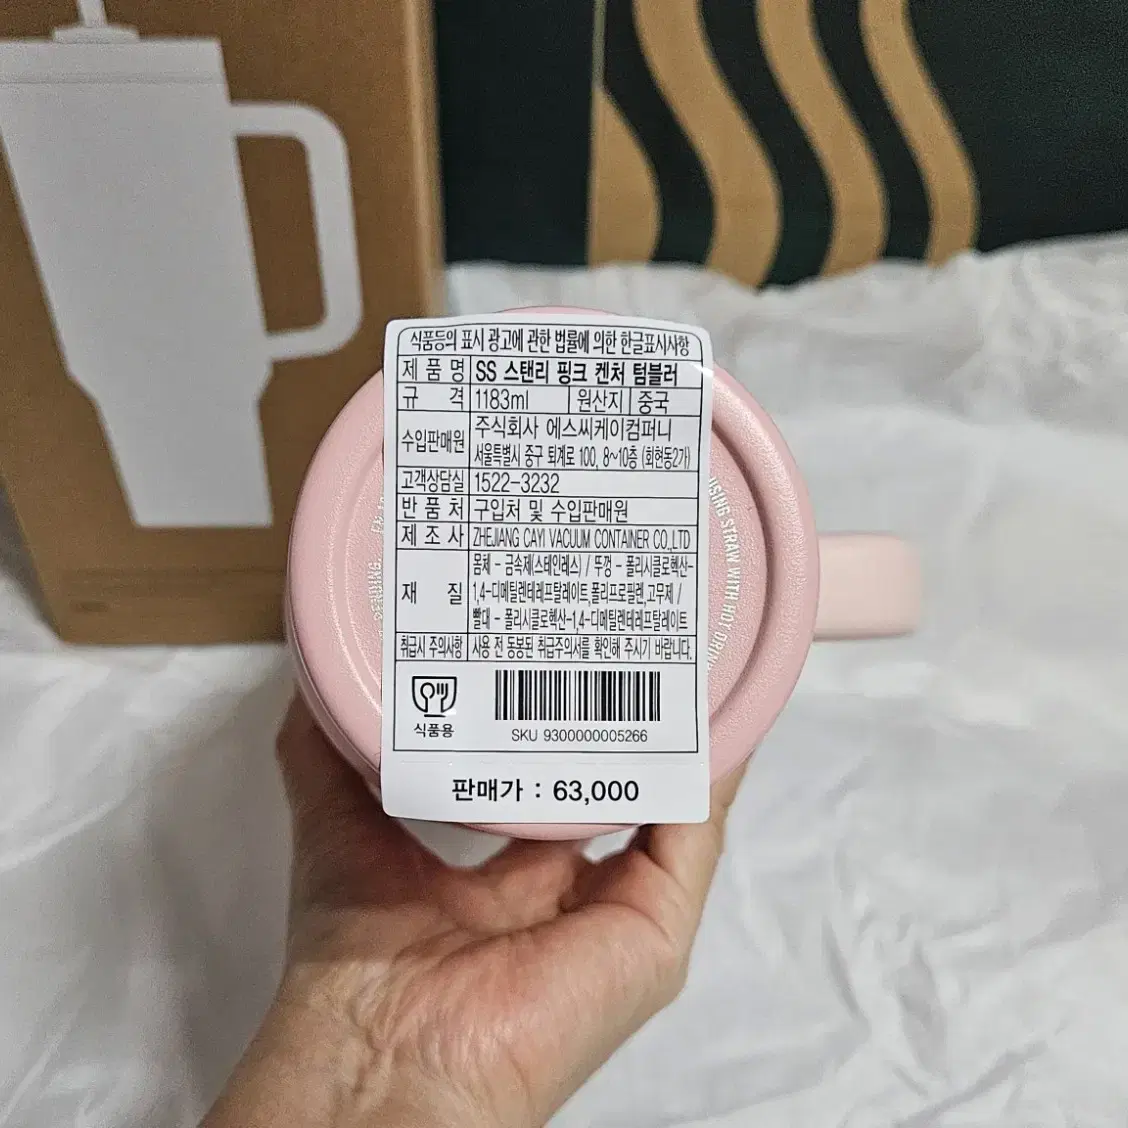 식품등의 표시 광고에 관한 법률에 의한 한글표시사항
제 품 명 SS 스탠리 핑크 켄처 텀블러
규 격 1183ml 원산지 중국
수입판매원 주식회사 에스씨케이컴퍼니
서울특별시 중구 퇴계로 100, 8~10층 (회현동2가)
고객상담실 1522-3232
반 품 처 구입처 및 수입판매원
제 조 사 ZHEJIANG CAYI VACUUM CONTAINER CO.,LTD
재 질 몸체 - 금속제(스테인레스) / 뚜껑 - 폴리시클로헥산-
1,4-디메틸렌테레프탈레이트,폴리프로필렌,고무제 /
빨대 - 폴리시클로헥산-1,4-디메틸렌테레프탈레이트
취급시 주의사항 사용 전 동봉된 취급주의서를 확인해 주시기 바랍니다.
식품용
SKU 9300000005266
판매가 : 63,000
USING STRAW WITH HOT